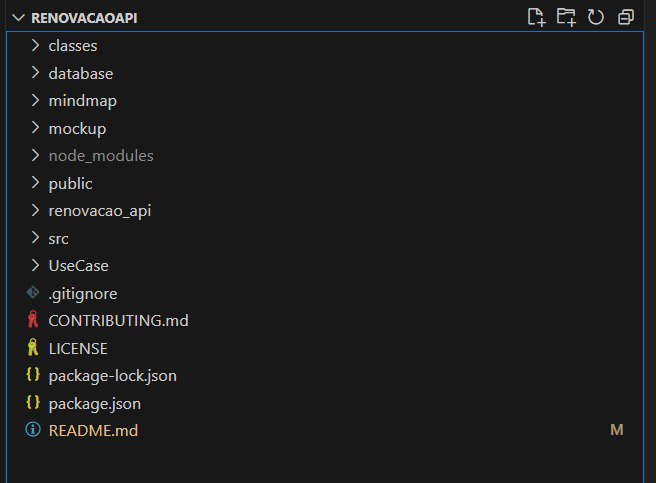 RENOVACAOAPI
classes
database
mindmap
mockup
node_modules
public
renovacao_api
src
UseCase
.gitignore
CONTRIBUTING.md
LICENSE
package-lock.json
package.json
README.md M